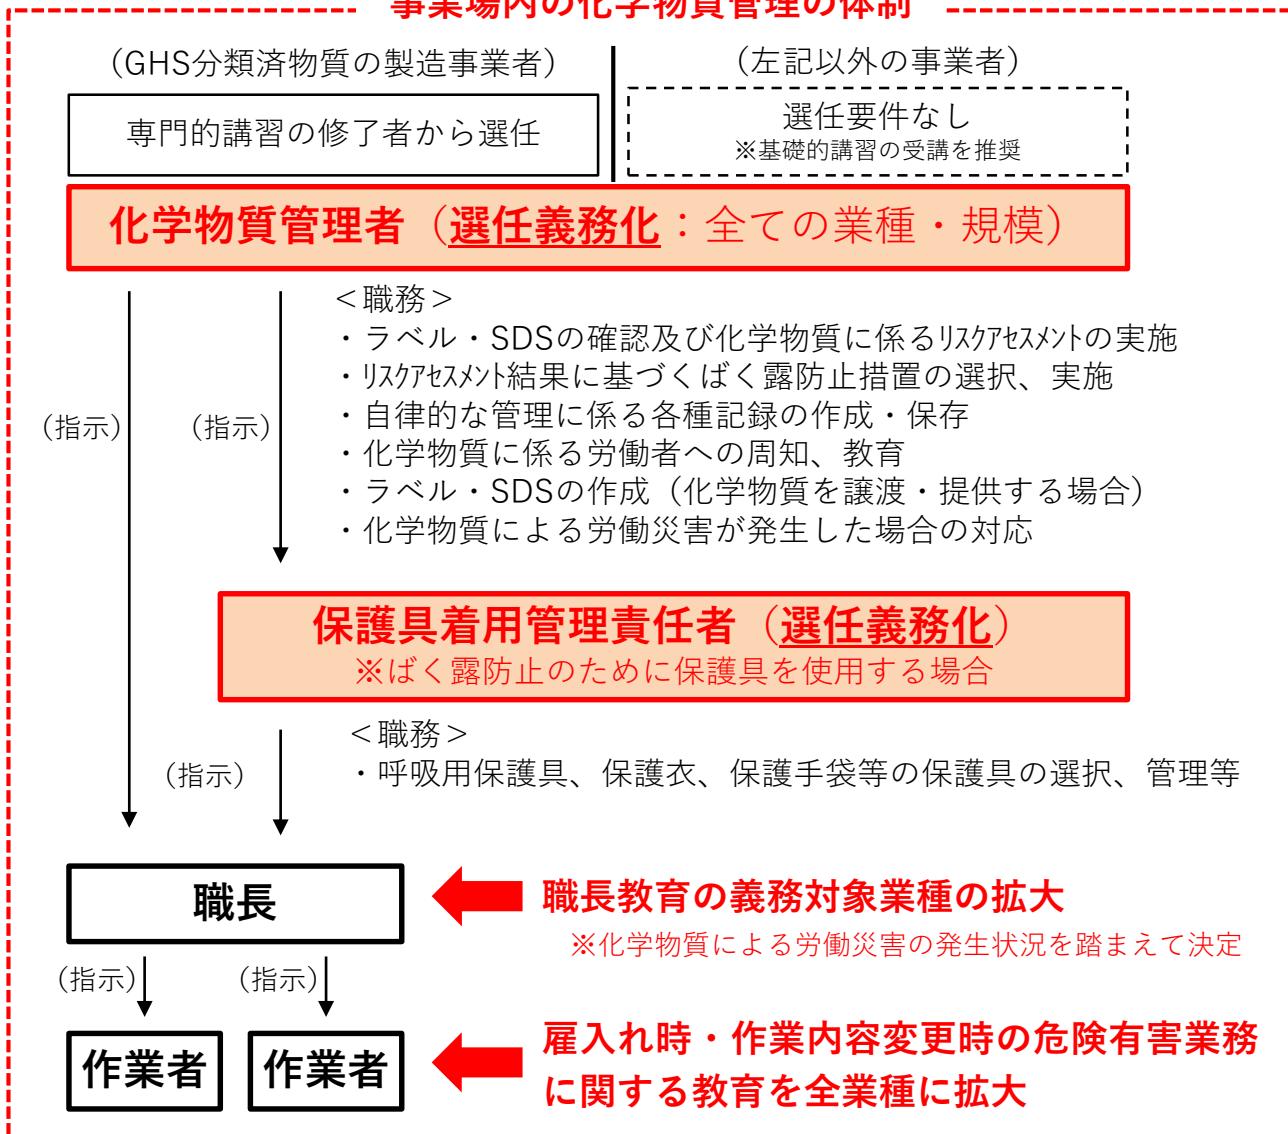 事業場内の化学物質管理の体制
（GHS分類済物質の製造事業者）
（左記以外の事業者）
専門的講習の修了者から選任
選任要件なし
※基礎的講習の受講を推奨
化学物質管理者（選任義務化：全ての業種・規模）
＜職務＞
・ラベル・SDSの確認及び化学物質に係るﾘｽｸｱｾｽﾒﾝﾄの実施
・ﾘｽｸｱｾｽﾒﾝﾄ結果に基づくばく露防止措置の選択、実施
・自律的な管理に係る各種記録の作成・保存
・化学物質に係る労働者への周知、教育
・ラベル・SDSの作成（化学物質を譲渡・提供する場合）
・化学物質による労働災害が発生した場合の対応
（指示）
（指示）
保護具着用管理責任者（選任義務化）
※ばく露防止のために保護具を使用する場合
＜職務＞
・呼吸用保護具、保護衣、保護手袋等の保護具の選択、管理等
（指示）
職長
職長教育の義務対象業種の拡大
※化学物質による労働災害の発生状況を踏まえて決定
（指示）
（指示）
作業者
作業者
雇入れ時・作業内容変更時の危険有害業務
に関する教育を全業種に拡大